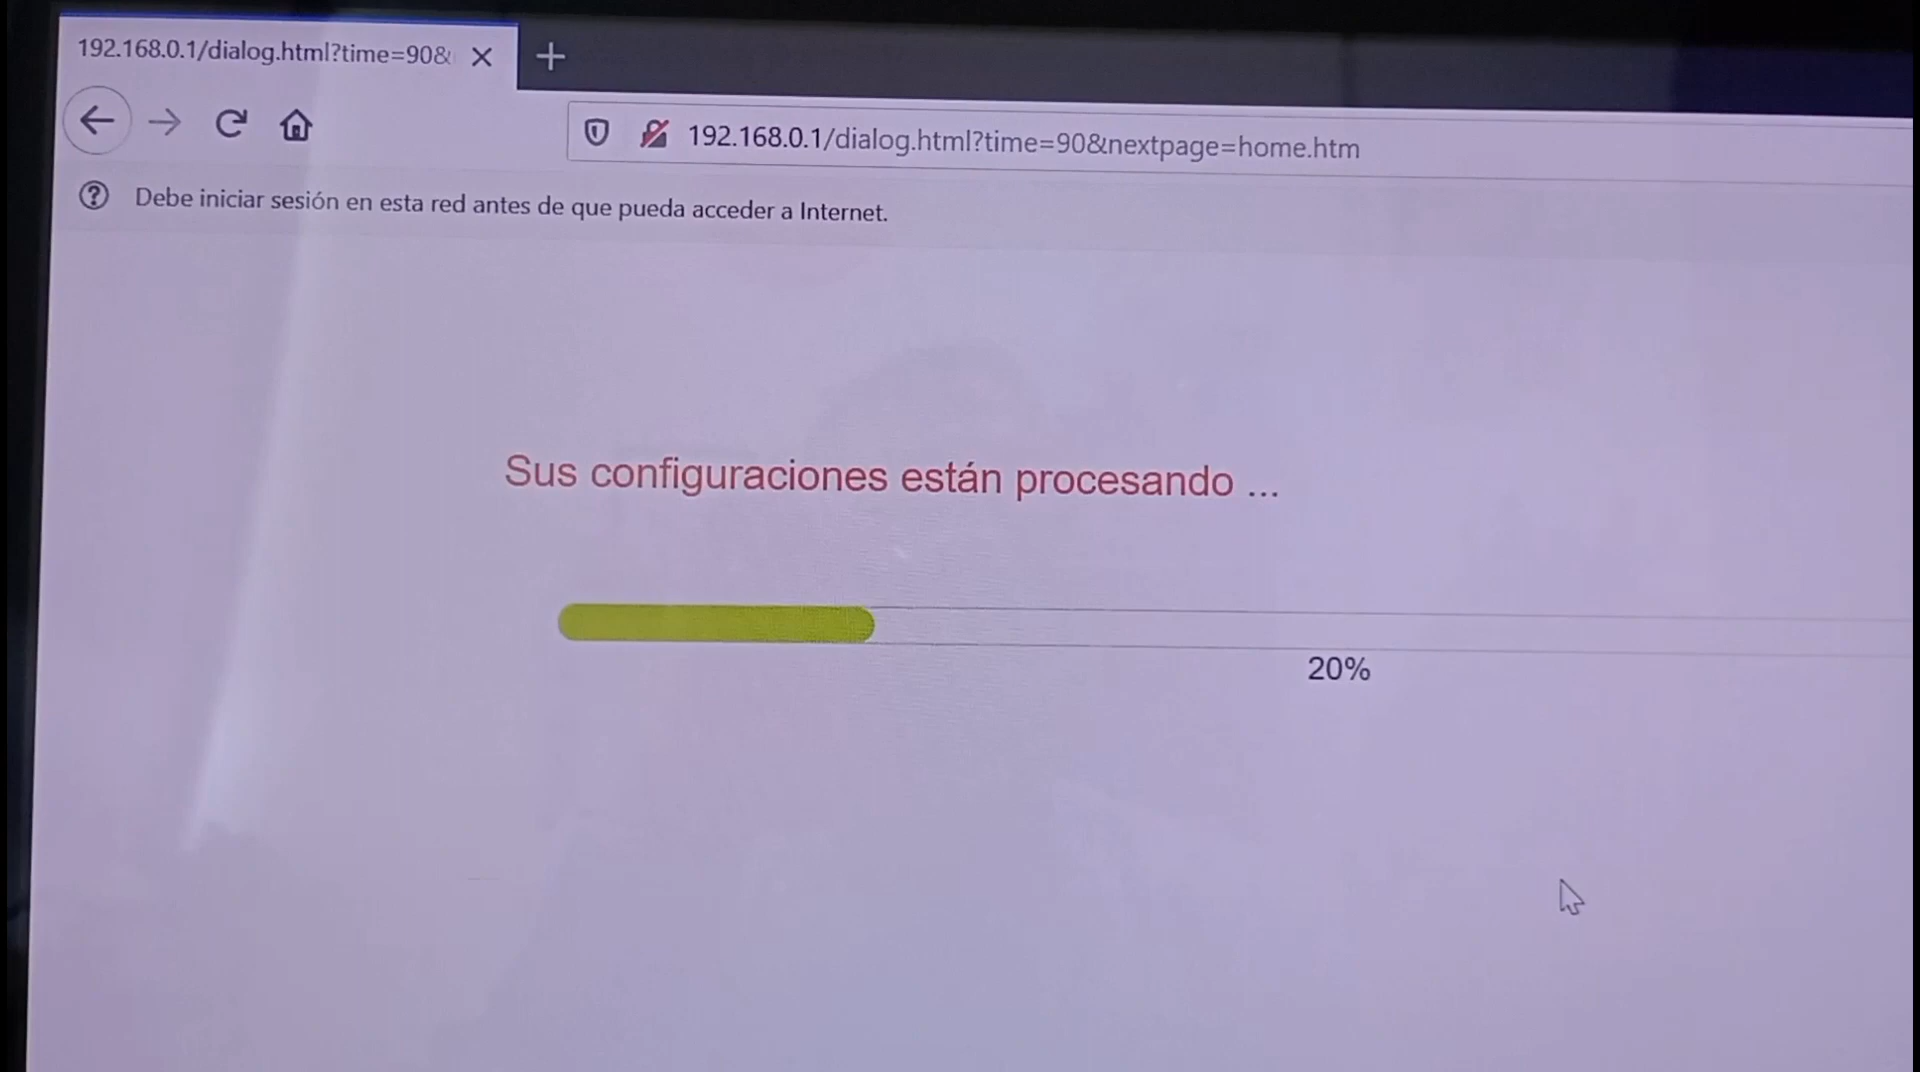 192.168.0.1/dialog.html?time=90&
192.168.0.1/dialog.html?time=90&nextpage=home.htm
Debe iniciar sesión en esta red antes de que pueda acceder a Internet.
Sus configuraciones están procesando ...
20%